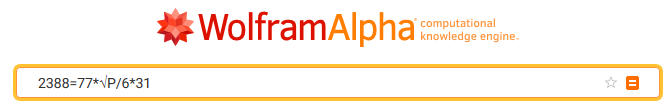 WolframAlpha computational
knowledge engine.
2388=77*√P/6*31